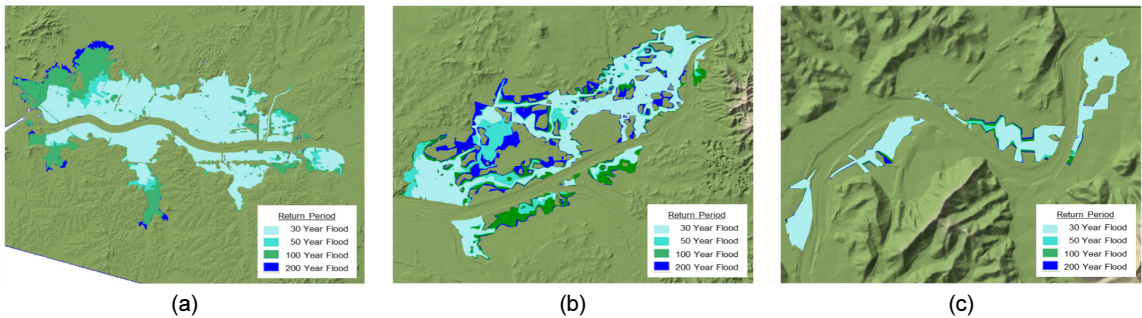 Return Period
30 Year Flood
50 Year Flood
100 Year Flood
200 Year Flood
(a)
Return Period
30 Year Flood
50 Year Flood
100 Year Flood
200 Year Flood
(b)
Return Period
30 Year Flood
50 Year Flood
100 Year Flood
200 Year Flood
(c)